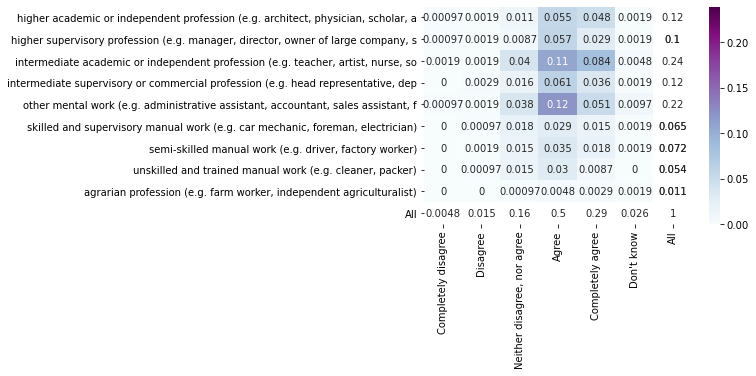 higher academic or independent profession (e.g. architect, physician, scholar, a 0.00097 0.0019 0.011 0.055 0.048 0.0019 0.12
higher supervisory profession (e.g. manager, director, owner of large company, s 0.00097 0.0019 0.0087 0.057 0.029 0.0019 0.1
intermediate academic or independent profession (e.g. teacher, artist, nurse, so 0.0019 0.0019 0.04 0.11 0.084 0.0048 0.24
intermediate supervisory or commercial profession (e.g. head representative, dep 0 0.0029 0.016 0.061 0.036 0.0019 0.12
other mental work (e.g. administrative assistant, accountant, sales assistant, f 0.00097 0.0019 0.038 0.12 0.051 0.0097 0.22
skilled and supervisory manual work (e.g. car mechanic, foreman, electrician) 0 0.00097 0.018 0.029 0.015 0.0019 0.065
semi-skilled manual work (e.g. driver, factory worker) 0 0.0019 0.015 0.035 0.018 0.0019 0.072
unskilled and trained manual work (e.g. cleaner, packer) 0 0.00097 0.015 0.03 0.0087 0 0.054
agrarian profession (e.g. farm worker, independent agriculturalist) 0 0 0.00097 0.0048 0.0029 0.0019 0.011
All 0.0048 0.015 0.16 0.5 0.29 0.026 1
Completely disagree
Disagree
Neither disagree, nor agree
Agree
Completely agree
Don't know
All
0.20
0.15
0.10
0.05
0.00